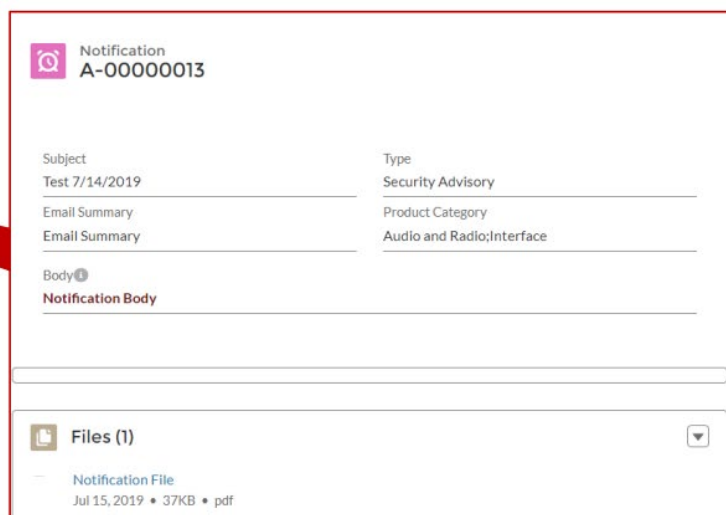 Notification
A-00000013
Subject
Type
Test 7/14/2019
Security Advisory
Email Summary
Product Category
Email Summary
Audio and Radio;Interface
Body
Notification Body
Files (1)
Notification File
Jul 15, 2019 • 37KB • pdf